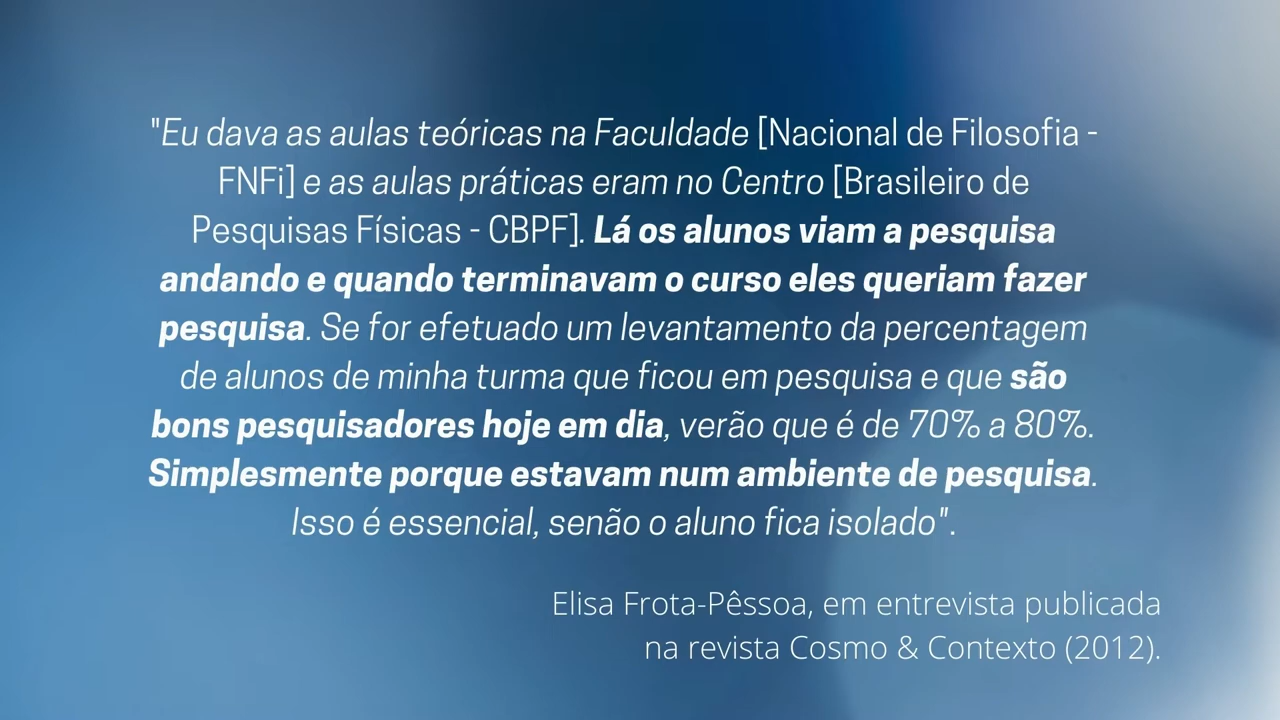 "Eu dava as aulas teóricas na Faculdade [Nacional de Filosofia -
FNFi] e as aulas práticas eram no Centro [Brasileiro de
Pesquisas Físicas - CBPF]. Lá os alunos viam a pesquisa
andando e quando terminavam o curso eles queriam fazer
pesquisa. Se for efetuado um levantamento da percentagem
de alunos de minha turma que ficou em pesquisa e que são
bons pesquisadores hoje em dia, verão que é de 70% a 80%.
Simplesmente porque estavam num ambiente de pesquisa.
Isso é essencial, senão o aluno fica isolado".
Elisa Frota-Pêssoa, em entrevista publicada
na revista Cosmo & Contexto (2012).